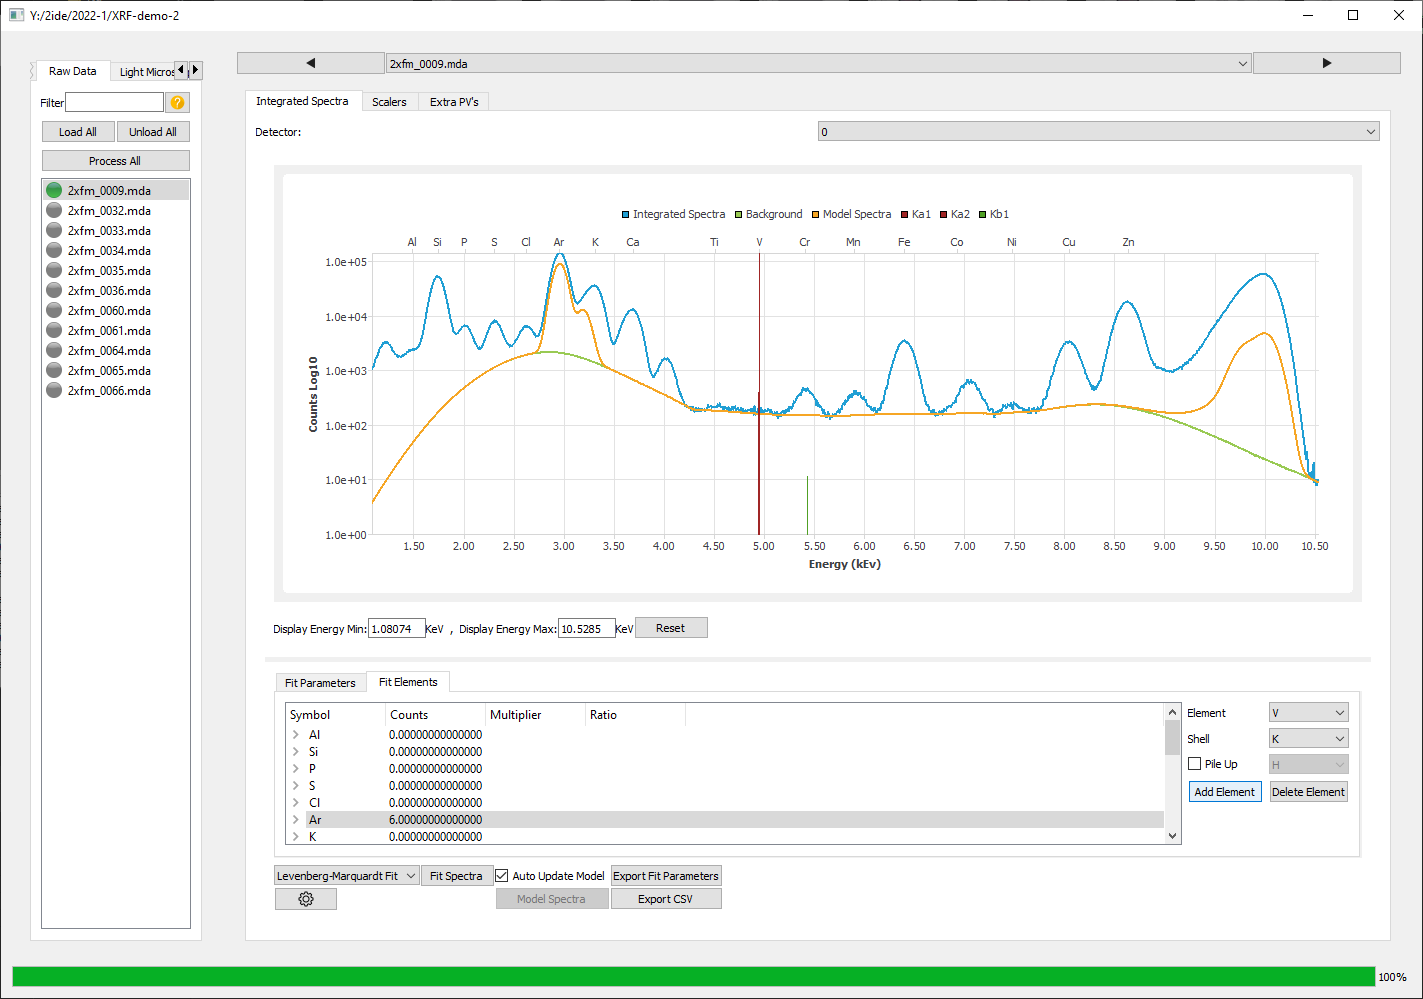 Y:/2ide/2022-1/XRF-demo-2
Raw Data
Light Micros
Filter
?
Load All
Unload All
Process All
2xfm_0009.mda
2xfm_0032.mda
2xfm_0033.mda
2xfm_0034.mda
2xfm_0035.mda
2xfm_0036.mda
2xfm_0060.mda
2xfm_0061.mda
2xfm_0064.mda
2xfm_0065.mda
2xfm_0066.mda
2xfm_0009.mda
Integrated Spectra
Scalers
Extra PV's
Detector:
0
Integrated Spectra Background Model Spectra Ka1 Ka2 Kb1
Al Si P S Cl Ar K Ca Ti V Cr Mn Fe Co Ni Cu Zn
1.0e+05
1.0e+04
1.0e+03
1.0e+02
1.0e+01
1.0e+00
Counts Log10
1.50 2.00 2.50 3.00 3.50 4.00 4.50 5.00 5.50 6.00 6.50 7.00 7.50 8.00 8.50 9.00 9.50 10.00 10.50
Energy (kEv)
Display Energy Min: 1.08074 KeV , Display Energy Max: 10.5285 KeV Reset
Fit Parameters
Fit Elements
Symbol Counts Multiplier Ratio
Al 0.00000000000000
Si 0.00000000000000
P 0.00000000000000
S 0.00000000000000
Cl 0.00000000000000
Ar 6.00000000000000
K 0.00000000000000
Element V
Shell K
Pile Up H
Add Element
Delete Element
Levenberg-Marquardt Fit
Fit Spectra
Auto Update Model
Export Fit Parameters
Model Spectra
Export CSV
100%